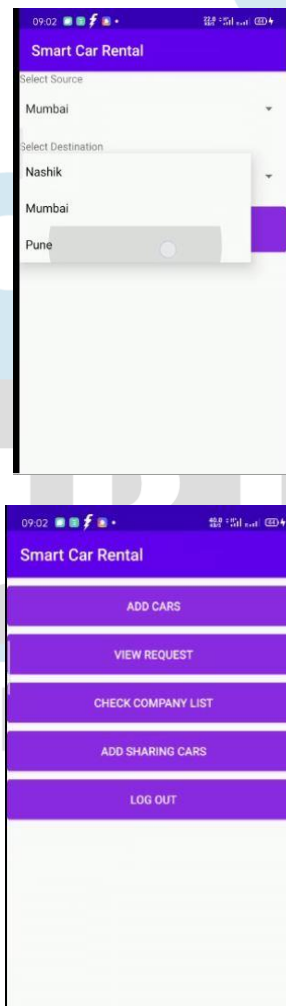 09:02
Smart Car Rental
Select Source
Mumbai
Select Destination
Nashik
Mumbai
Pune
09:02
Smart Car Rental
ADD CARS
VIEW REQUEST
CHECK COMPANY LIST
ADD SHARING CARS
LOG OUT